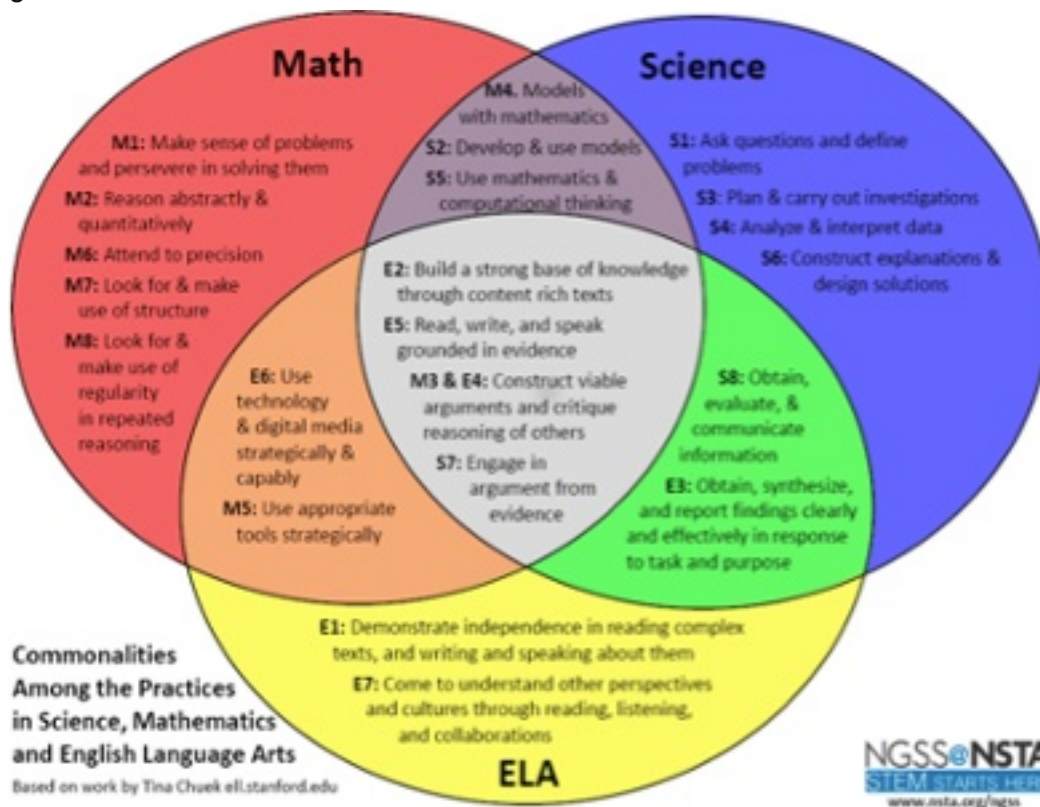 Math
Science
M4. Models
with mathematics
S2: Develop & use models
S5: Use mathematics &
computational thinking
M1: Make sense of problems
and persevere in solving them
M2: Reason abstractly &
quantitatively
M6: Attend to precision
M7: Look for & make
use of structure
M8: Look for &
make use of
regularity
in repeated
reasoning
S1: Ask questions and define
problems
S3: Plan & carry out investigations
S4: Analyze & interpret data
S6: Construct explanations &
design solutions
E2: Build a strong base of knowledge
through content rich texts
E5: Read, write, and speak
grounded in evidence
M3 & E4: Construct viable
arguments and critique
reasoning of others
S7: Engage in
argument from
evidence
E6: Use
technology
& digital media
strategically &
capably
M5: Use appropriate
tools strategically
S8: Obtain,
evaluate, &
communicate
information
E3: Obtain, synthesize,
and report findings clearly
and effectively in response
to task and purpose
E1: Demonstrate independence in reading complex
texts, and writing and speaking about them
E7: Come to understand other perspectives
and cultures through reading, listening,
and collaborations
ELA
Commonalities
Among the Practices
in Science, Mathematics
and English Language Arts
Based on work by Tina Chuek ell.stanford.edu
NGSS@NSTA
STEM STARTS HERE
www.nsta.org/ngss